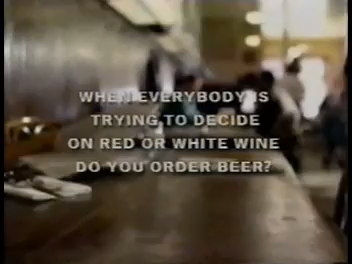 WHEN EVERYBODY IS
TRYING TO DECIDE
ON RED OR WHITE WINE
DO YOU ORDER BEER?